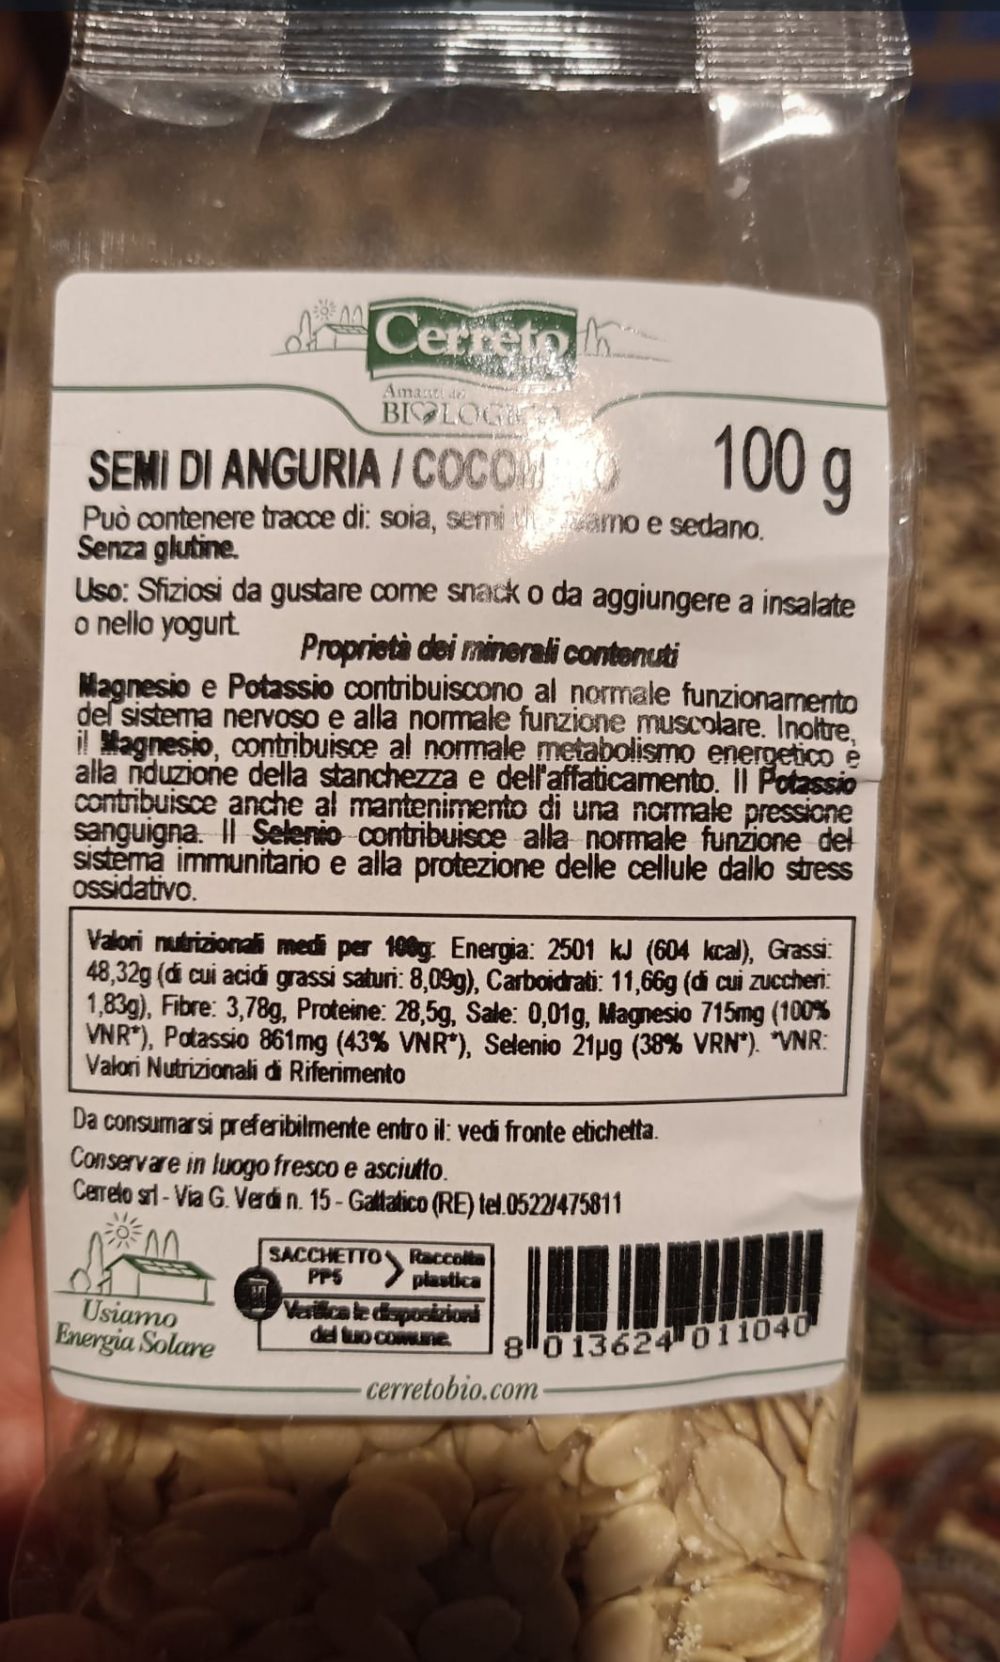 Cerreto
Amanti del
BIOLOGICO
SEMI DI ANGURIA / 100 g
Può contenere tracce di: soia, semi e sedano.
Senza glutine.
Uso: Sfiziosi da gustare come snack o da aggiungere a insalate
o nello yogurt.
Proprietà dei minerali contenuti
Magnesio e Potassio contribuiscono al normale funzionamento
del sistema nervoso e alla normale funzione muscolare. Inoltre,
il Magnesio, contribuisce al normale metabolismo energetico e
alla riduzione della stanchezza e dell'affaticamento. Il Potassio
contribuisce anche al mantenimento di una normale pressione
sanguigna. Il Selenio contribuisce alla normale funzione del
sistema immunitario e alla protezione delle cellule dallo stress
ossidativo.
Valori nutrizionali medi per 100g: Energia: 2501 kJ (604 kcal), Grassi:
48,32g (di cui acidi grassi saturi: 8,09g), Carboidrati: 11,66g (di cui zuccheri:
1,83g), Fibre: 3,78g, Proteine: 28,5g, Sale: 0,01g, Magnesio 715mg (100%
VNR*), Potassio 861mg (43% VNR*), Selenio 21µg (38% VRN*). *VNR:
Valori Nutrizionali di Riferimento
Da consumarsi preferibilmente entro il: vedi fronte etichetta.
Conservare in luogo fresco e asciutto.
Cerreto srl - Via G. Verdi n. 15 - Gattatico (RE) tel.0522/475811
Usiamo
Energia Solare
SACCHETTO Raccolta
PP5 plastica
Verifica le disposizioni
del tuo comune.
8 013624 011040
cerretobio.com